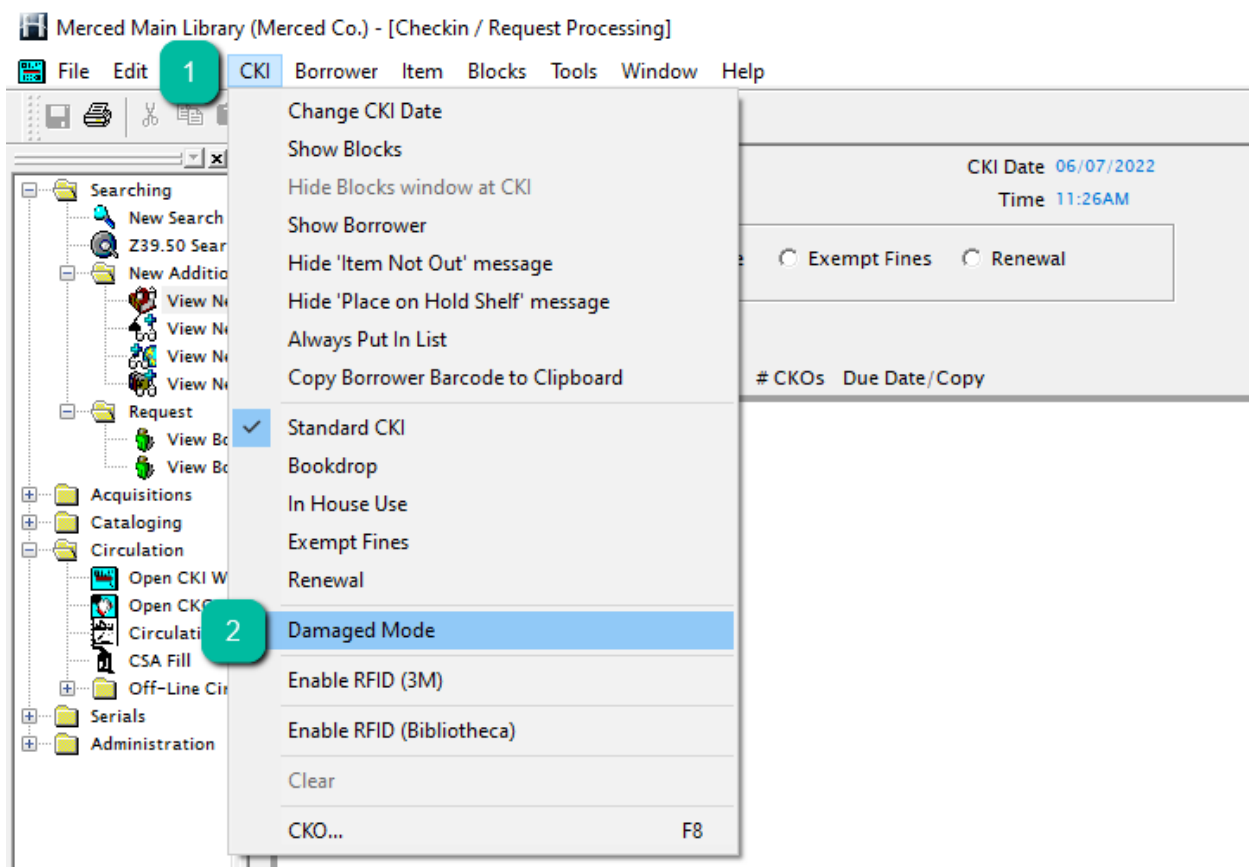 Merced Main Library (Merced Co.) - [Checkin / Request Processing]
File Edit 1 CKI Borrower Item Blocks Tools Window Help
Change CKI Date
Show Blocks
Hide Blocks window at CKI
Show Borrower
Hide 'Item Not Out' message
Hide 'Place on Hold Shelf' message
Always Put In List
Copy Borrower Barcode to Clipboard
Standard CKI
Bookdrop
In House Use
Exempt Fines
Renewal
2 Damaged Mode
Enable RFID (3M)
Enable RFID (Bibliotheca)
Clear
CKO... F8
Searching
New Search
Z39.50 Sear
New Additio
View Ne
View Ne
View Ne
View Ne
Request
View Bo
View Bo
Acquisitions
Cataloging
Circulation
Open CKI W
Open CKO
Circulati
CSA Fill
Off-Line Cir
Serials
Administration
CKI Date 06/07/2022
Time 11:26AM
Exempt Fines Renewal
# CKOs Due Date/Copy